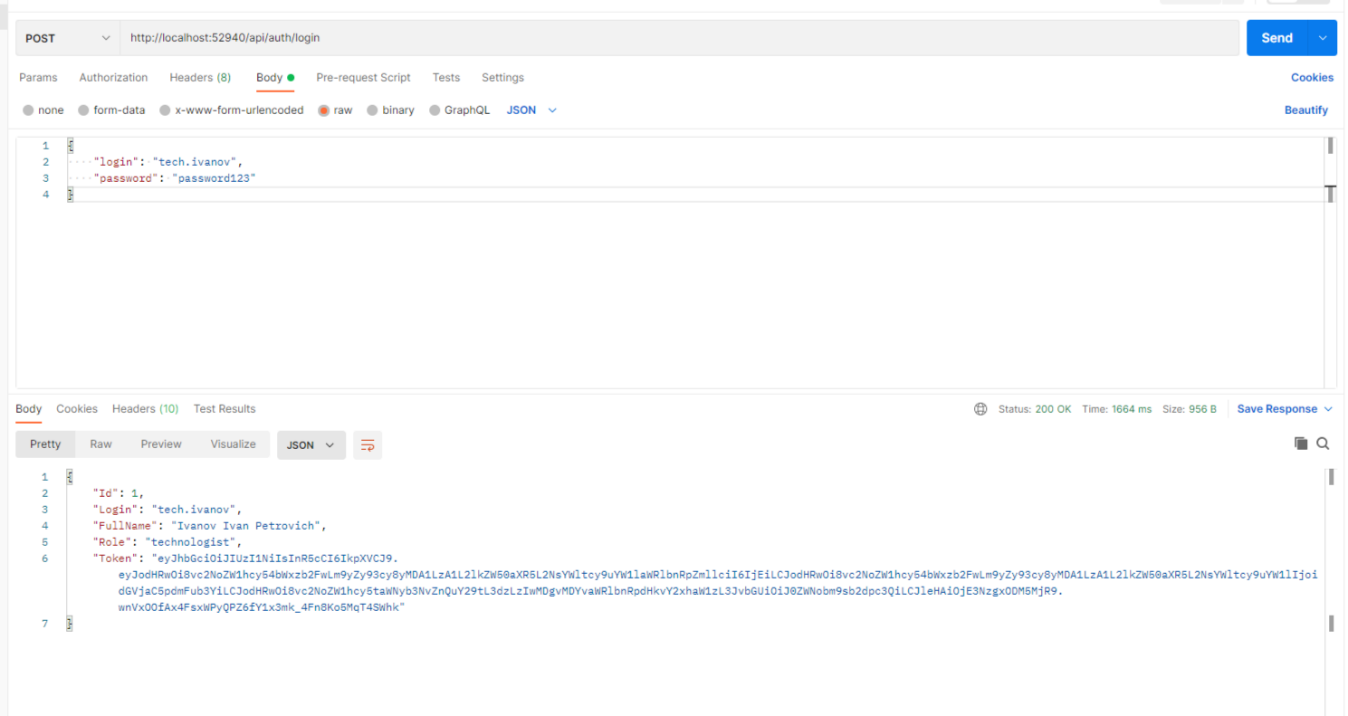 POST http://localhost:52940/api/auth/login Send
Params Authorization Headers (8) Body Pre-request Script Tests Settings Cookies
none form-data x-www-form-urlencoded raw binary GraphQL JSON Beautify
1 {
2 "login": "tech.ivanov",
3 "password": "password123"
4 }
Body Cookies Headers (10) Test Results Status: 200 OK Time: 1664 ms Size: 956 B Save Response
Pretty Raw Preview Visualize JSON
1 {
2 "Id": 1,
3 "Login": "tech.ivanov",
4 "FullName": "Ivanov Ivan Petrovich",
5 "Role": "technologist",
6 "Token": "eyJhbGciOiJIUzI1NiIsInR5cCI6IkpXVCJ9.
eyJodHRwOi8vc2NoZW1hcy54bWxzb2FwLm9yZy93cy8yMDA1LzA1L2lkZW50aXR5L2NsYWltcy9uYW1laWRlbnRpZmllciI6IjEiLCJodHRwOi8vc2NoZW1hcy54bWxzb2FwLm9yZy93cy8yMDA1LzA1L2lkZW50aXR5L2NsYWltcy9uYW1lIjoi
dGVjaC5pdmFub3YiLCJodHRwOi8vc2NoZW1hcy5taWNyb3NvZnQuY29tL3dzLzIwMDgvMDYvaWRlbnRpdHkvY2xhaW1zL3JvbGUiOiJ0ZWNobm9sb2dpc3QiLCJleHAiOjE3NzgxODM5MjR9.
wnVxOOfAx4FsxWPyQPZ6fY1x3mk_4Fn8Ko5MqT4SWhk"
7 }